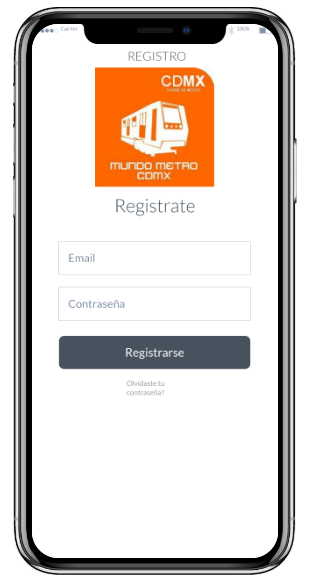 Carrier
100%
REGISTRO
CDMX
CIUDAD DE MÉXICO
MUNDO METRO
CDMX
Registrate
Email
Contraseña
Registrarse
Olvidaste tu
contraseña?